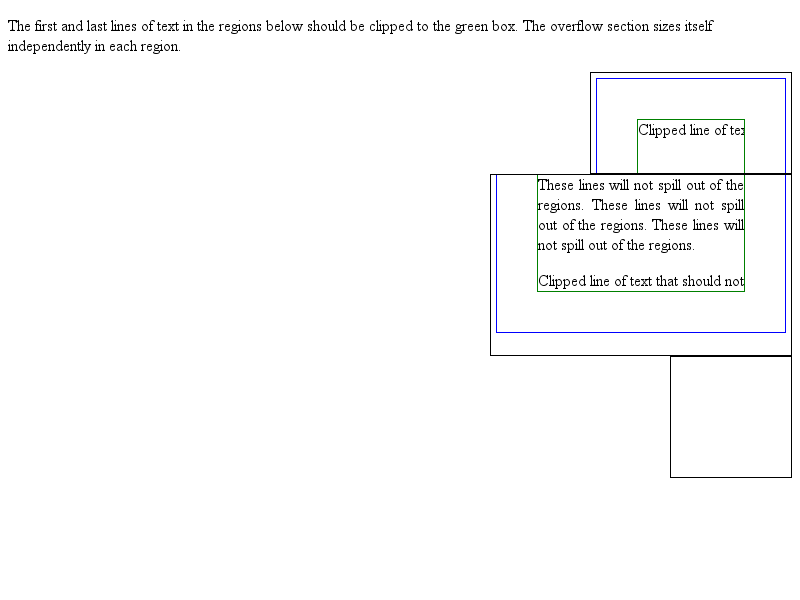 The first and last lines of text in the regions below should be clipped to the green box. The overflow section sizes itself
independently in each region.
Clipped line of tex
These lines will not spill out of the
regions. These lines will not spill
out of the regions. These lines will
not spill out of the regions.
Clipped line of text that should not